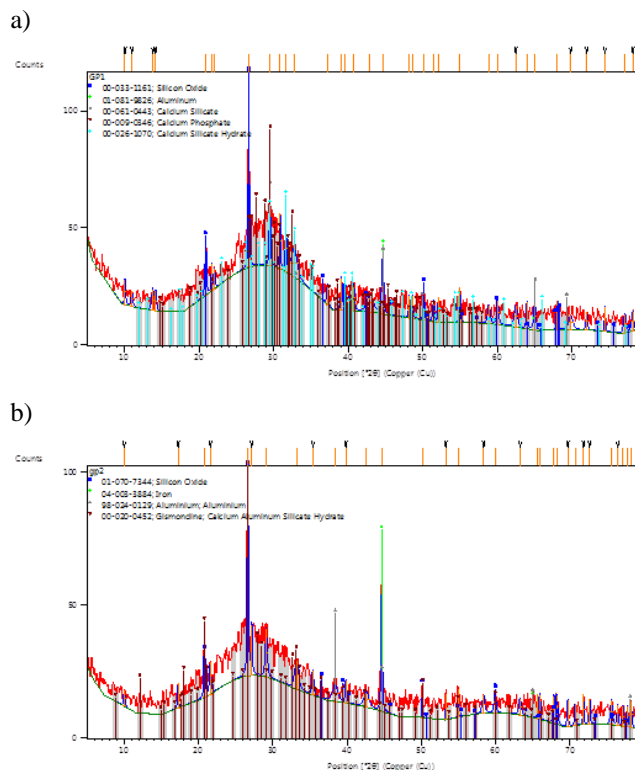 a)
Counts
GP1
00-033-1161; Silicon Oxide
01-081-9826; Aluminum
00-061-0443; Calcium Silicate
00-009-0346; Calcium Phosphate
00-026-1070; Calcium Silicate Hydrate
100
50
0
10 20 30 40 50 60 70
Position [°2θ] (Copper (Cu))
b)
Counts
gp2
01-070-7344; Silicon Oxide
04-003-3884; Iron
98-024-0129; Aluminium; Aluminium
00-020-0452; Gismondine; Calcium Aluminum Silicate Hydrate
100
50
0
10 20 30 40 50 60 70
Position [°2θ] (Copper (Cu))